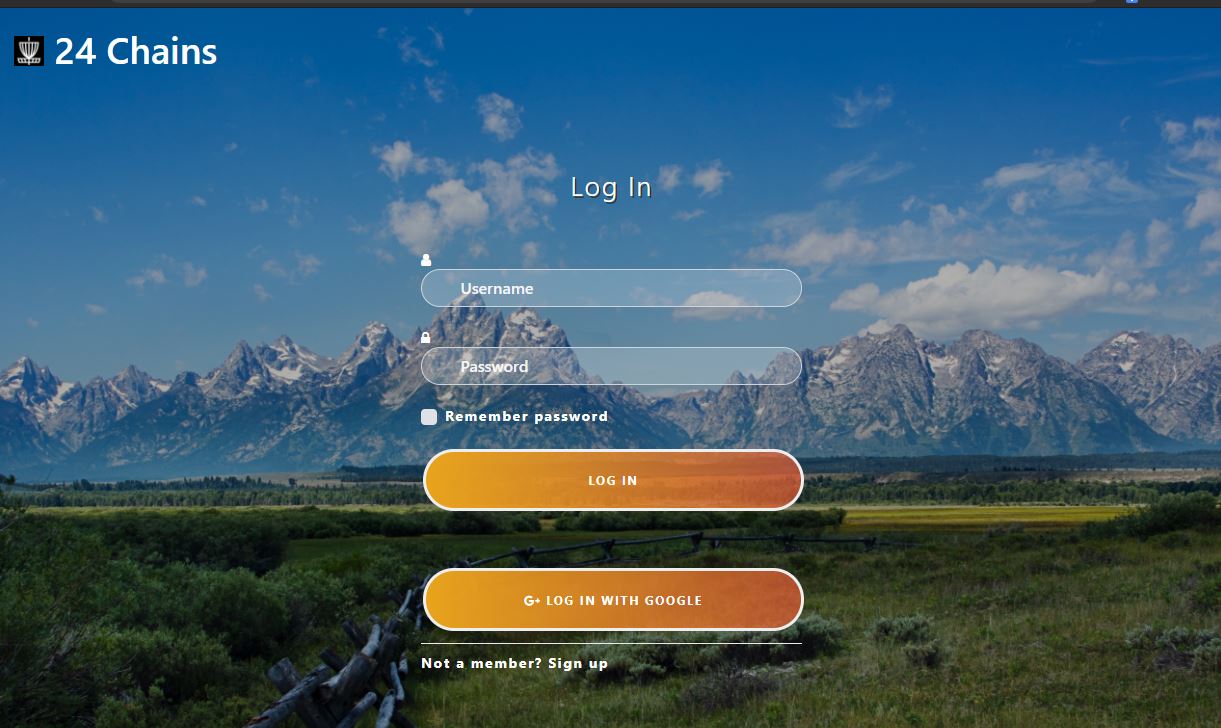 24 Chains
Log In
Username
Password
Remember password
LOG IN
G+ LOG IN WITH GOOGLE
Not a member? Sign up